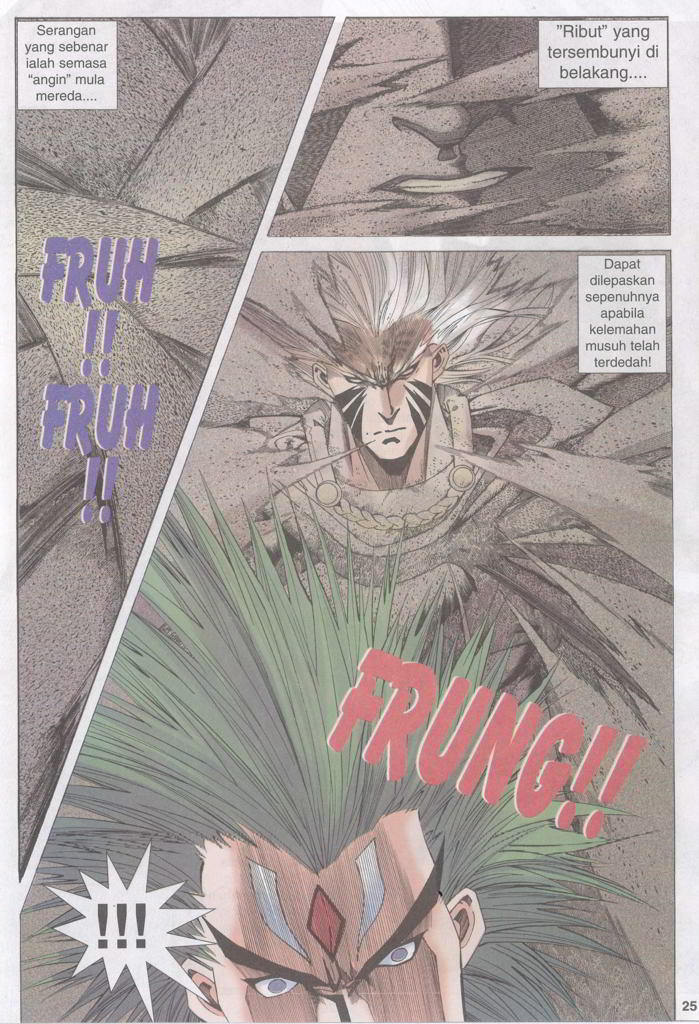 Serangan
yang sebenar
ialah semasa
“angin” mula
mereda....
"Ribut" yang
tersembunyi di
belakang....
FRUH
!!
FRUH
!!
Dapat
dilepaskan
sepenuhnya
apabila
kelemahan
musuh telah
terdedah!
FRUNG!!
!!!
25